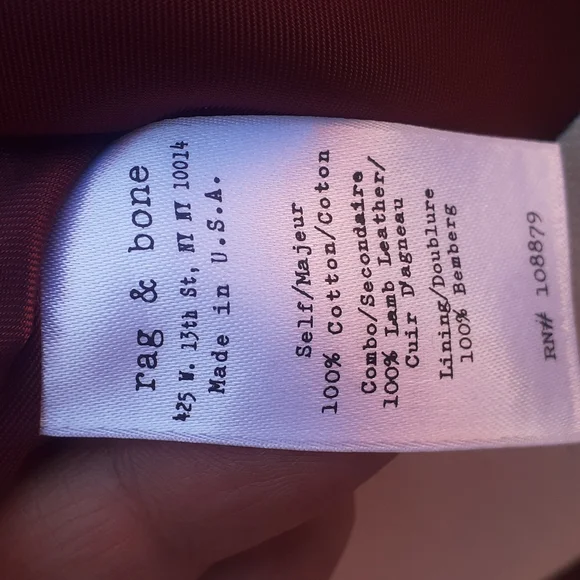 rag & bone
425 W. 13th St, NY NY 10014
Made in U.S.A.
Self/Majeur
100% Cotton/Coton
Combo/Secondaire
100% Lamb Leather/
Cuir D'agneau
Lining/Doublure
100% Bemberg
RN# 108879